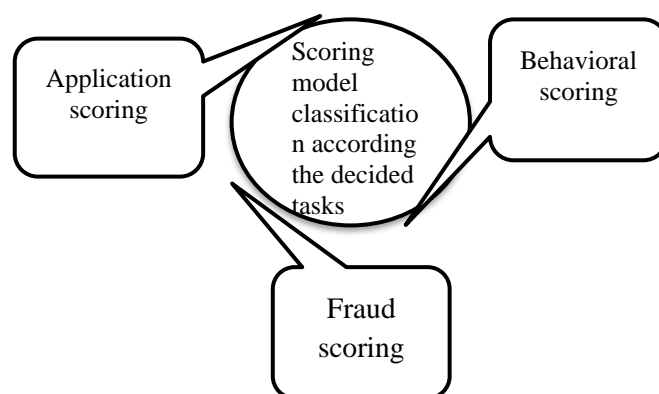 Application
scoring
Scoring
model
classificatio
n according
the decided
tasks
Behavioral
scoring
Fraud
scoring